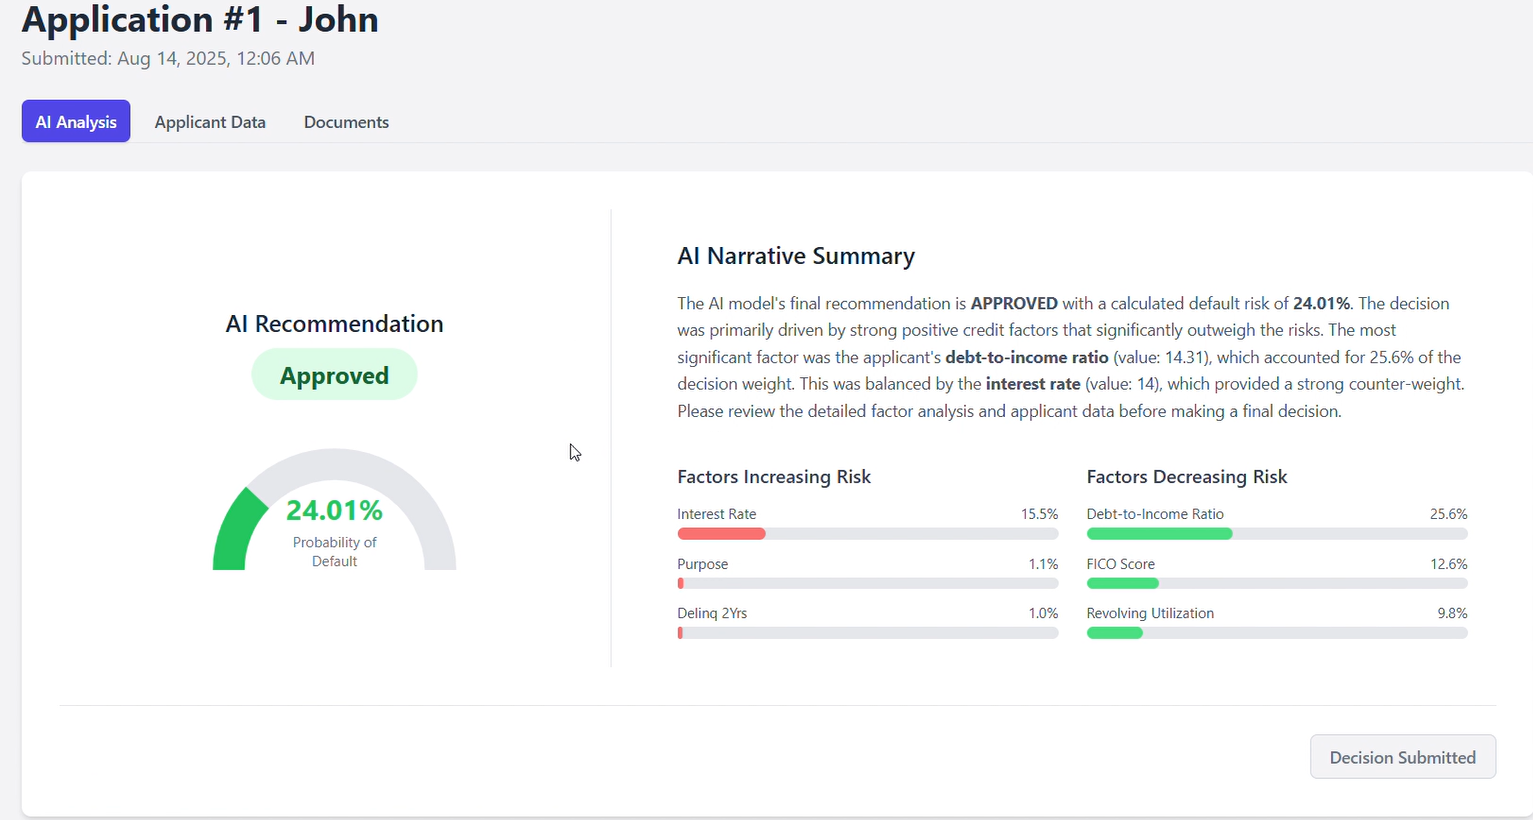 Application #1 - John
Submitted: Aug 14, 2025, 12:06 AM
AI Analysis
Applicant Data
Documents
AI Recommendation
Approved
24.01%
Probability of
Default
AI Narrative Summary
The AI model's final recommendation is APPROVED with a calculated default risk of 24.01%. The decision
was primarily driven by strong positive credit factors that significantly outweigh the risks. The most
significant factor was the applicant's debt-to-income ratio (value: 14.31), which accounted for 25.6% of the
decision weight. This was balanced by the interest rate (value: 14), which provided a strong counter-weight.
Please review the detailed factor analysis and applicant data before making a final decision.
Factors Increasing Risk
Interest Rate 15.5%
Purpose 1.1%
Delinq 2Yrs 1.0%
Factors Decreasing Risk
Debt-to-Income Ratio 25.6%
FICO Score 12.6%
Revolving Utilization 9.8%
Decision Submitted